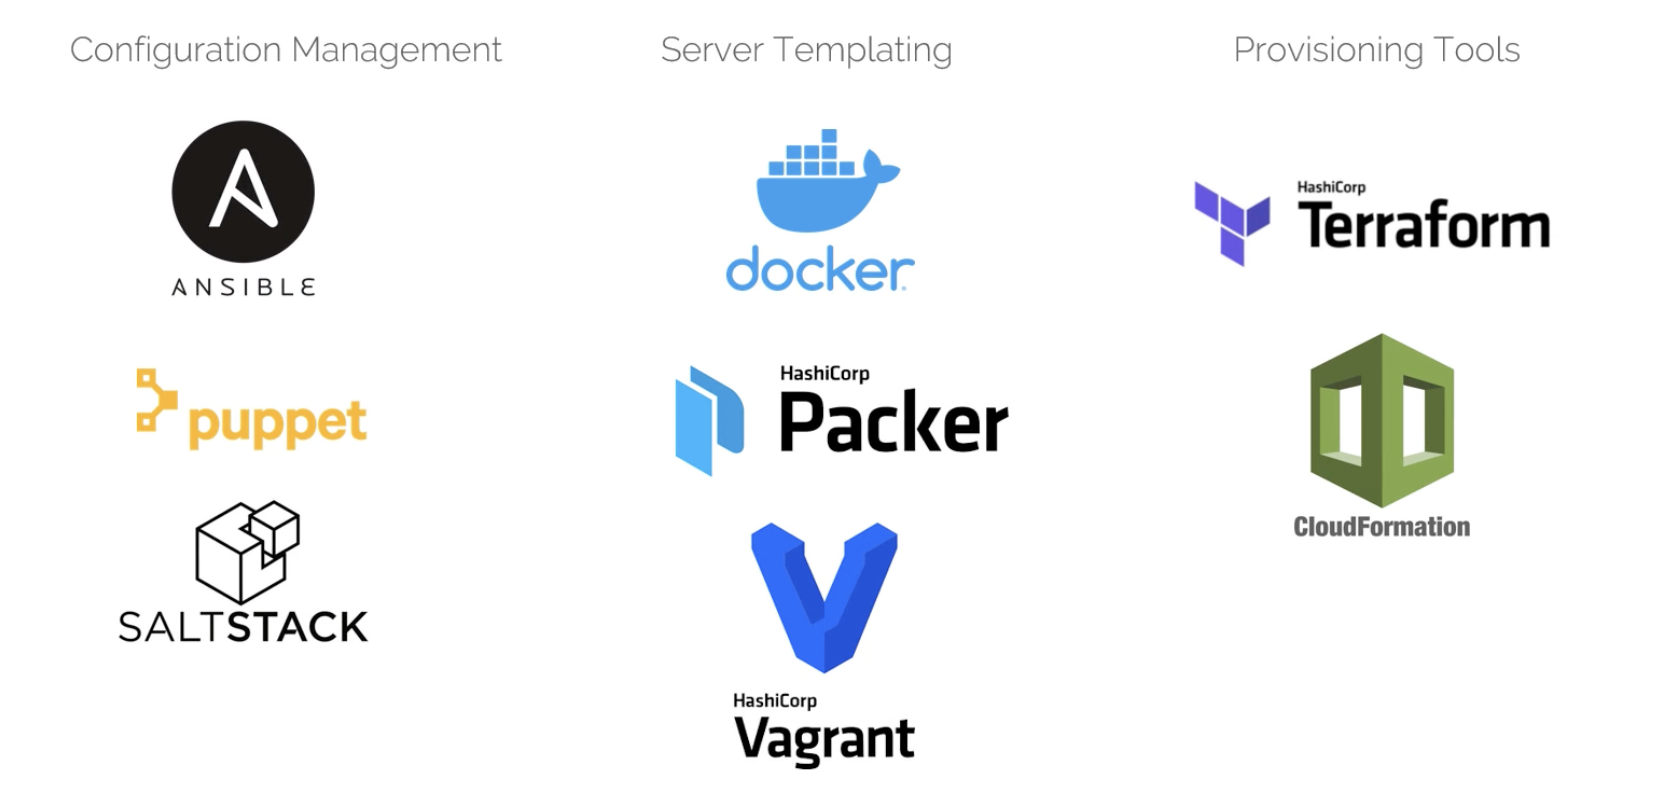 Configuration Management
Server Templating
Provisioning Tools
ANSIBLE
puppet
SALTSTACK
docker
HashiCorp
Packer
HashiCorp
Vagrant
HashiCorp
Terraform
CloudFormation